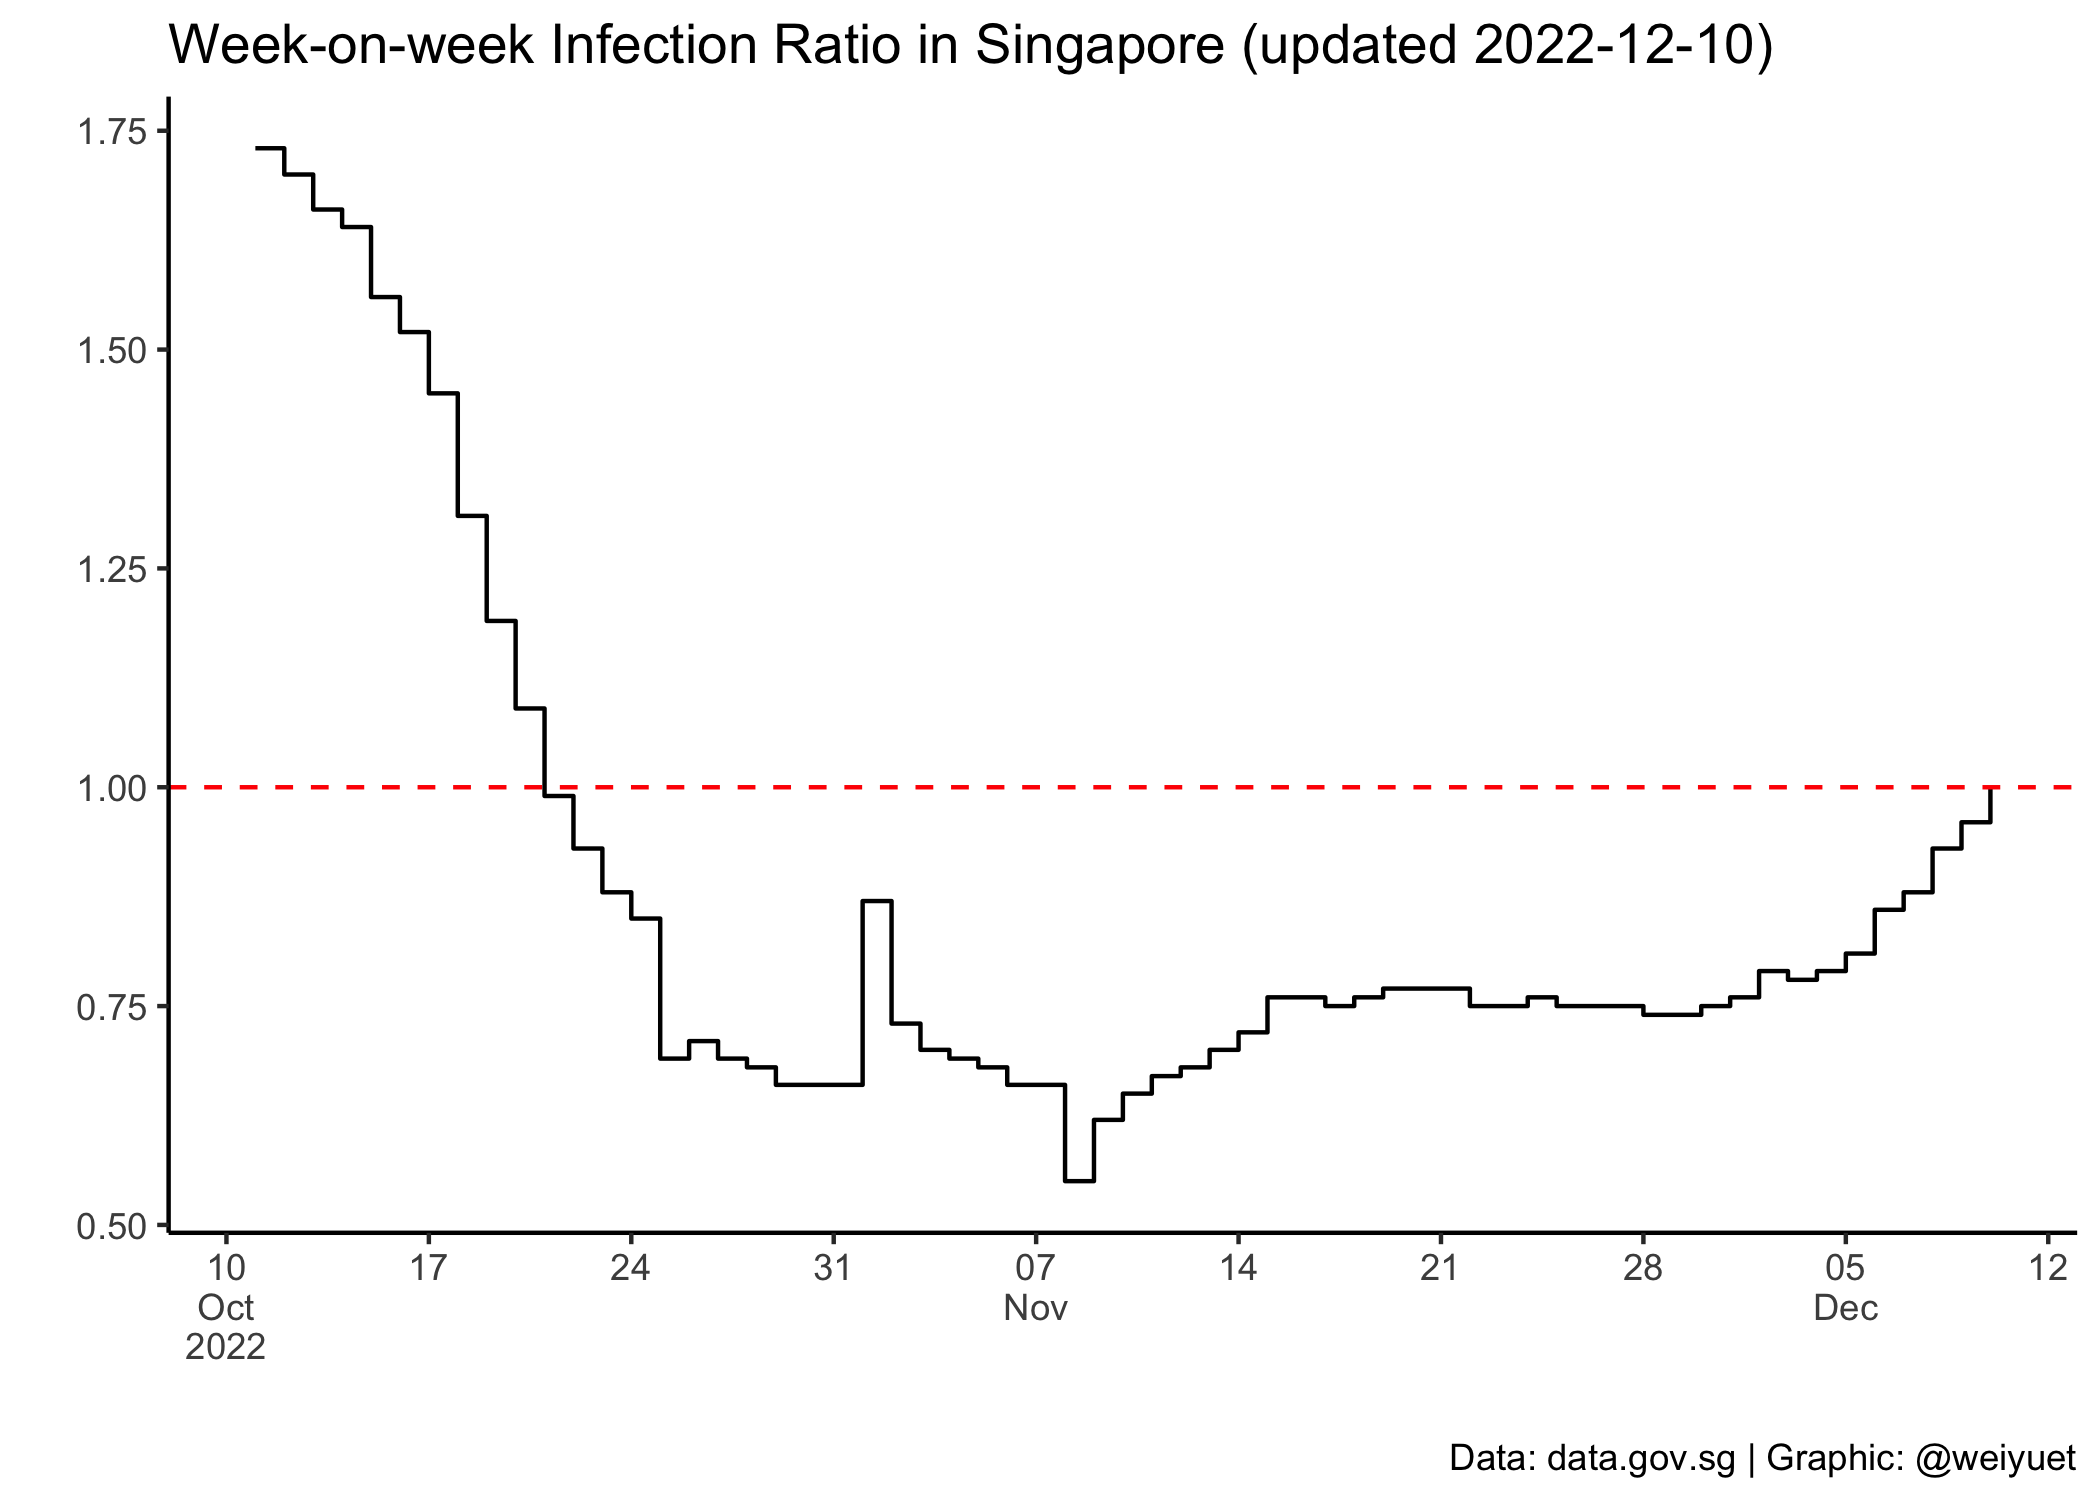 Week-on-week Infection Ratio in Singapore (updated 2022-12-10)
1.75
1.50
1.25
1.00
0.75
0.50
10 17 24 31 07 14 21 28 05 12
Oct Nov Dec
2022
Data: data.gov.sg | Graphic: @weiyuet